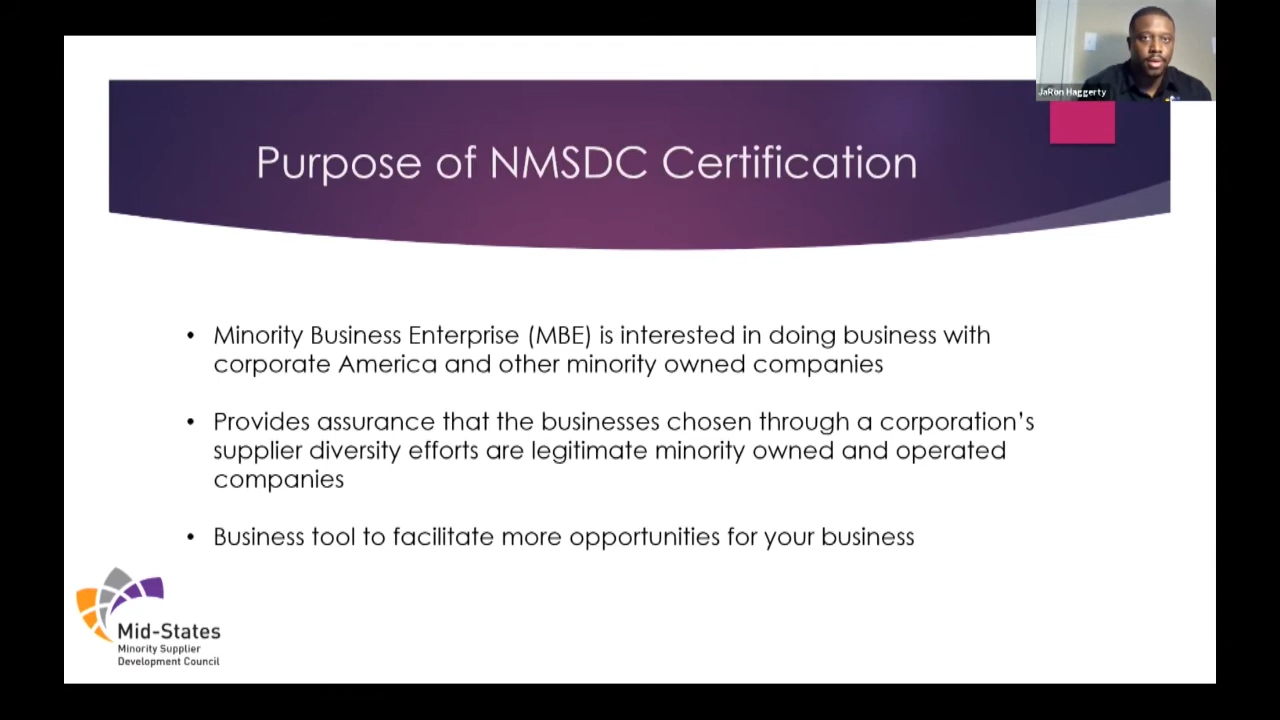 JaRon Haggerty
Purpose of NMSDC Certification
• Minority Business Enterprise (MBE) is interested in doing business with
corporate America and other minority owned companies
• Provides assurance that the businesses chosen through a corporation’s
supplier diversity efforts are legitimate minority owned and operated
companies
• Business tool to facilitate more opportunities for your business
Mid-States
Minority Supplier
Development Council